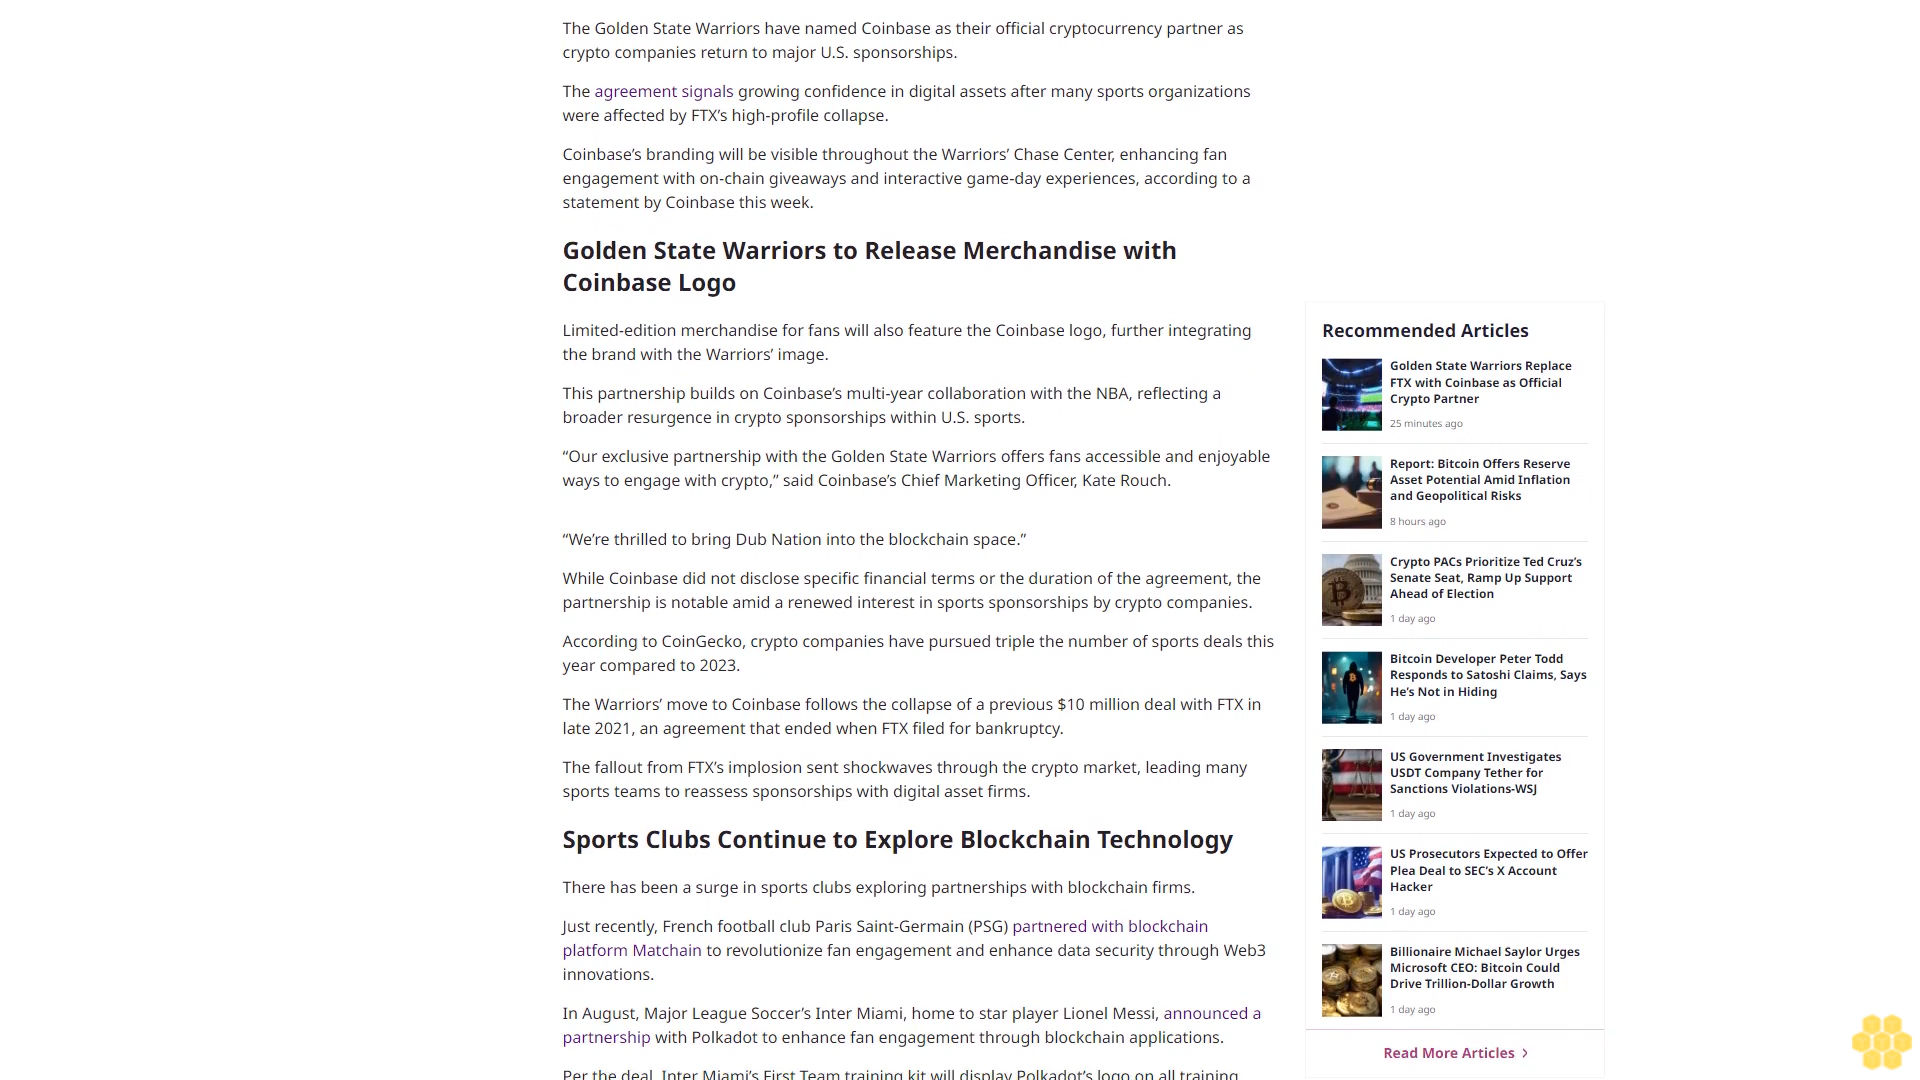 The Golden State Warriors have named Coinbase as their official cryptocurrency partner as
crypto companies return to major U.S. sponsorships.
The agreement signals growing confidence in digital assets after many sports organizations
were affected by FTX’s high-profile collapse.
Coinbase’s branding will be visible throughout the Warriors’ Chase Center, enhancing fan
engagement with on-chain giveaways and interactive game-day experiences, according to a
statement by Coinbase this week.
Golden State Warriors to Release Merchandise with
Coinbase Logo
Limited-edition merchandise for fans will also feature the Coinbase logo, further integrating
the brand with the Warriors’ image.
This partnership builds on Coinbase’s multi-year collaboration with the NBA, reflecting a
broader resurgence in crypto sponsorships within U.S. sports.
“Our exclusive partnership with the Golden State Warriors offers fans accessible and enjoyable
ways to engage with crypto,” said Coinbase’s Chief Marketing Officer, Kate Rouch.
“We’re thrilled to bring Dub Nation into the blockchain space.”
While Coinbase did not disclose specific financial terms or the duration of the agreement, the
partnership is notable amid a renewed interest in sports sponsorships by crypto companies.
According to CoinGecko, crypto companies have pursued triple the number of sports deals this
year compared to 2023.
The Warriors’ move to Coinbase follows the collapse of a previous $10 million deal with FTX in
late 2021, an agreement that ended when FTX filed for bankruptcy.
The fallout from FTX’s implosion sent shockwaves through the crypto market, leading many
sports teams to reassess sponsorships with digital asset firms.
Sports Clubs Continue to Explore Blockchain Technology
There has been a surge in sports clubs exploring partnerships with blockchain firms.
Just recently, French football club Paris Saint-Germain (PSG) partnered with blockchain
platform Matchain to revolutionize fan engagement and enhance data security through Web3
innovations.
In August, Major League Soccer’s Inter Miami, home to star player Lionel Messi, announced a
partnership with Polkadot to enhance fan engagement through blockchain applications.
Per the deal, Inter Miami’s First Team training kit will display Polkadot’s logo on all training
Recommended Articles
Golden State Warriors Replace
FTX with Coinbase as Official
Crypto Partner
25 minutes ago
Report: Bitcoin Offers Reserve
Asset Potential Amid Inflation
and Geopolitical Risks
8 hours ago
Crypto PACs Prioritize Ted Cruz’s
Senate Seat, Ramp Up Support
Ahead of Election
1 day ago
Bitcoin Developer Peter Todd
Responds to Satoshi Claims, Says
He’s Not in Hiding
1 day ago
US Government Investigates
USDT Company Tether for
Sanctions Violations-WSJ
1 day ago
US Prosecutors Expected to Offer
Plea Deal to SEC’s X Account
Hacker
1 day ago
Billionaire Michael Saylor Urges
Microsoft CEO: Bitcoin Could
Drive Trillion-Dollar Growth
1 day ago
Read More Articles